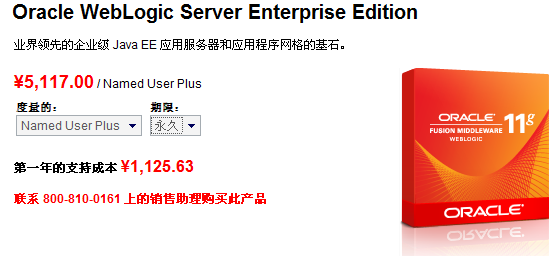 Oracle WebLogic Server Enterprise Edition
业界领先的企业级 Java EE 应用服务器和应用程序网格的基石。
¥5,117.00 / Named User Plus
度量的: 期限:
Named User Plus 永久
第一年的支持成本 ¥1,125.63
联系 800-810-0161 上的销售助理购买此产品
ORACLE
FUSION MIDDLEWARE 11g
WEBLOGIC
ORACLE